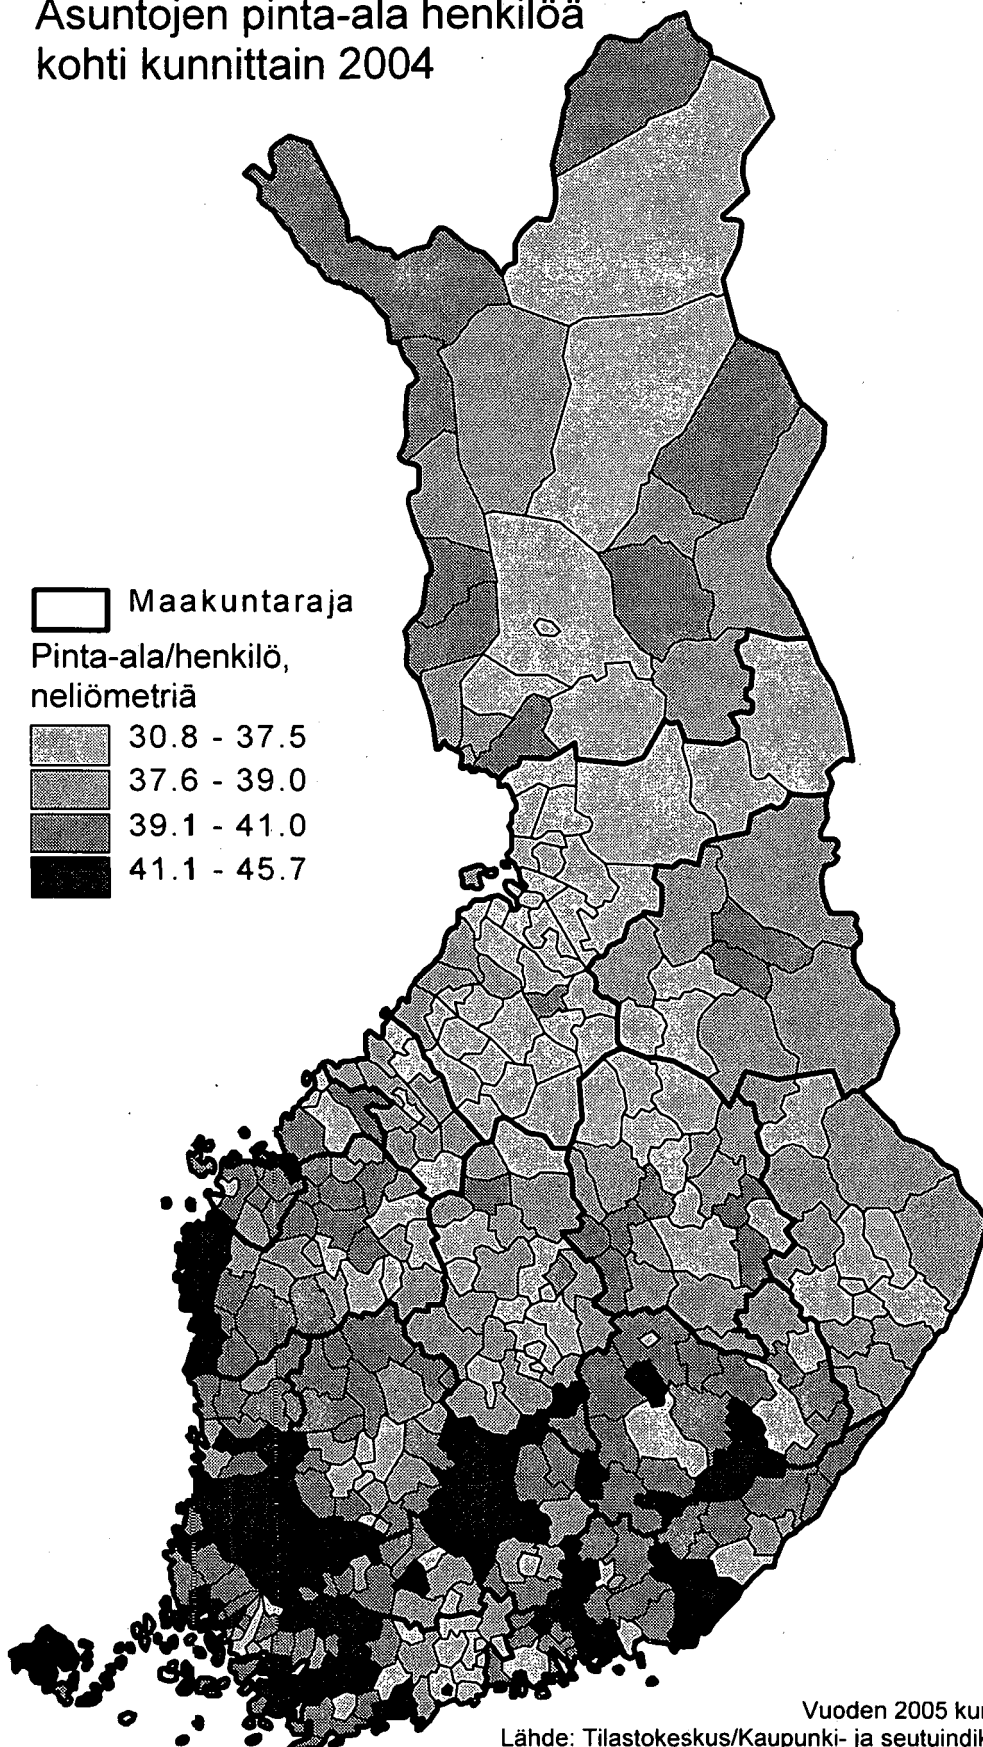 Asuntojen pinta-ala henkilöä
kohti kunnittain 2004
Maakuntaraja
Pinta-ala/henkilö,
neliömetriä
30.8 - 37.5
37.6 - 39.0
39.1 - 41.0
41.1 - 45.7
Vuoden 2005
Lähde: Tilastokeskus/Kaupunki- ja